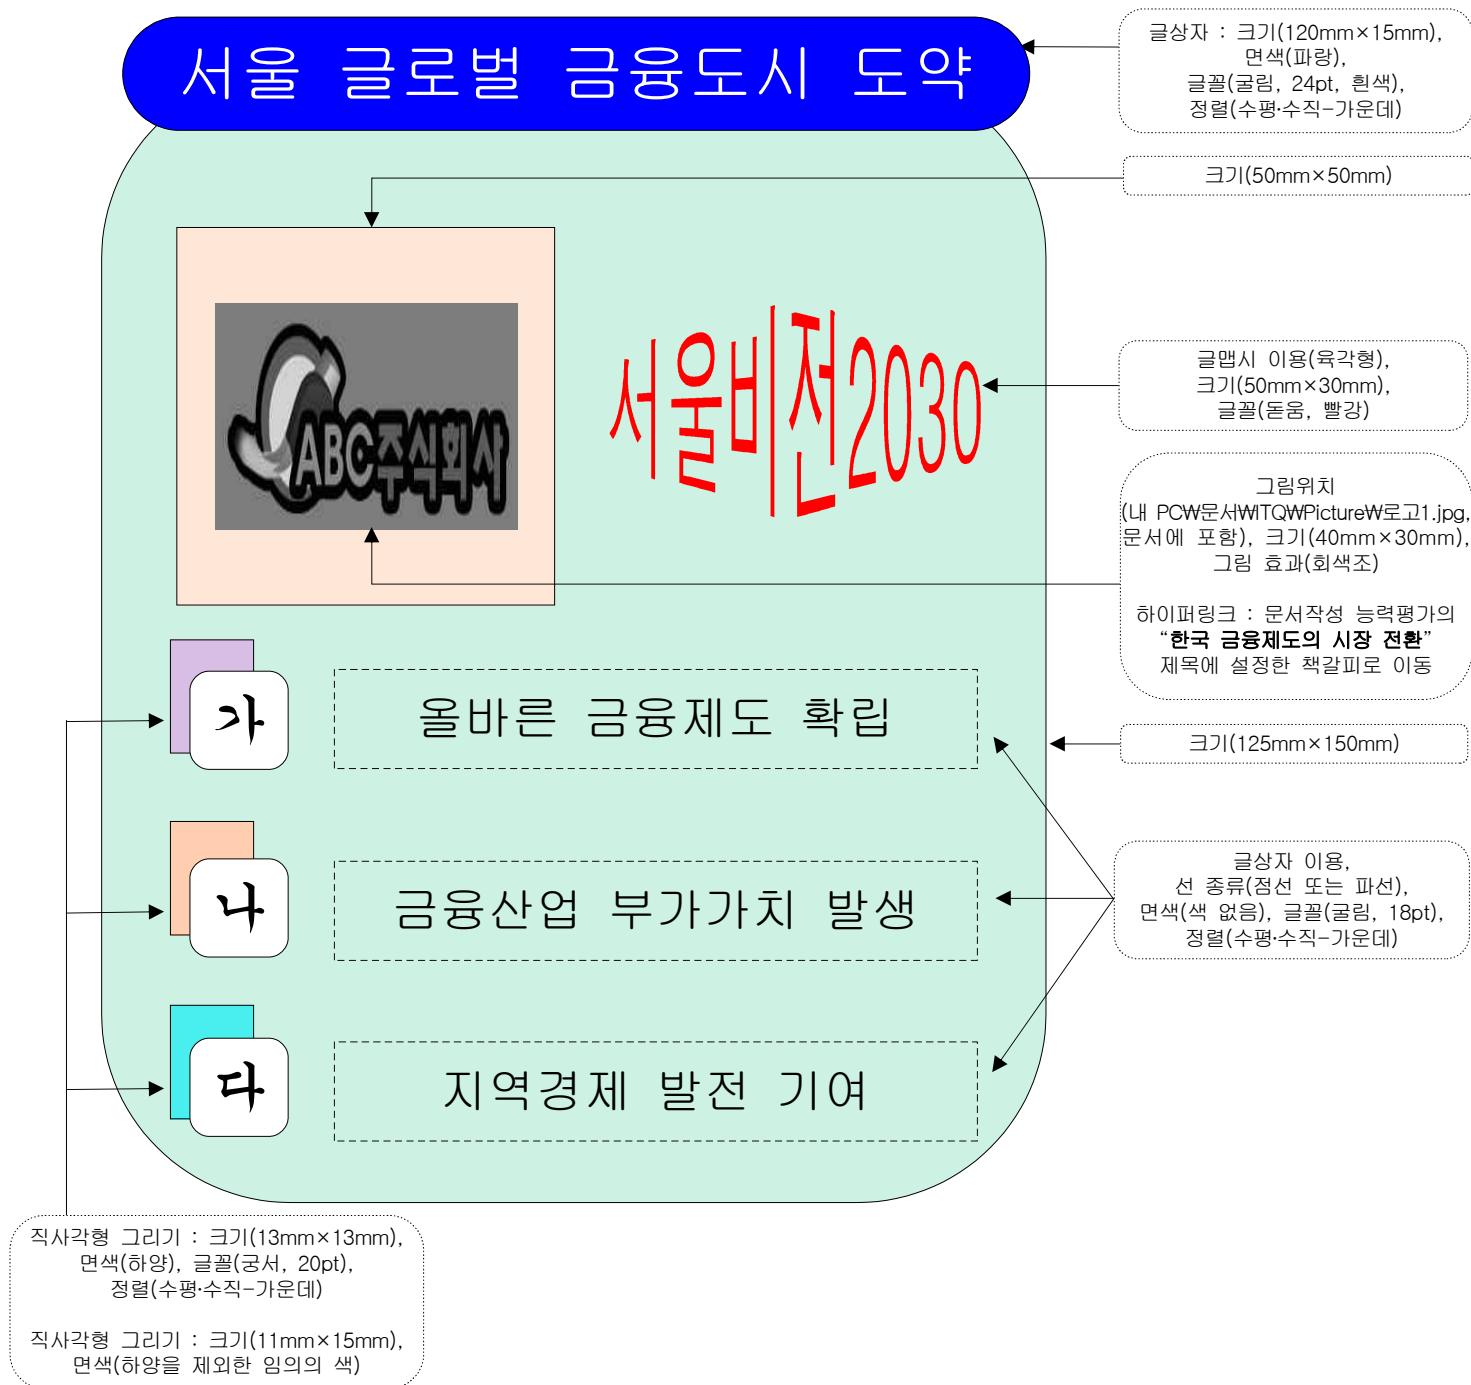 서울 글로벌 금융도시 도약
글상자 : 크기(120mm×15mm),
면색(파랑),
글꼴(굴림, 24pt, 흰색),
정렬(수평·수직-가운데)
크기(50mm×50mm)
ABC주식회사
서울비전2030
글맵시 이용(육각형),
크기(50mm×30mm),
글꼴(돋움, 빨강)
그림위치
(내 PC₩문서₩ITQ₩Picture₩로고1.jpg,
문서에 포함), 크기(40mm×30mm),
그림 효과(회색조)
하이퍼링크 : 문서작성 능력평가의
“한국 금융제도의 시장 전환”
제목에 설정한 책갈피로 이동
가
올바른 금융제도 확립
크기(125mm×150mm)
나
금융산업 부가가치 발생
글상자 이용,
선 종류(점선 또는 파선),
면색(색 없음), 글꼴(굴림, 18pt),
정렬(수평·수직-가운데)
다
지역경제 발전 기여
직사각형 그리기 : 크기(13mm×13mm),
면색(하양), 글꼴(궁서, 20pt),
정렬(수평·수직-가운데)
직사각형 그리기 : 크기(11mm×15mm),
면색(하양을 제외한 임의의 색)